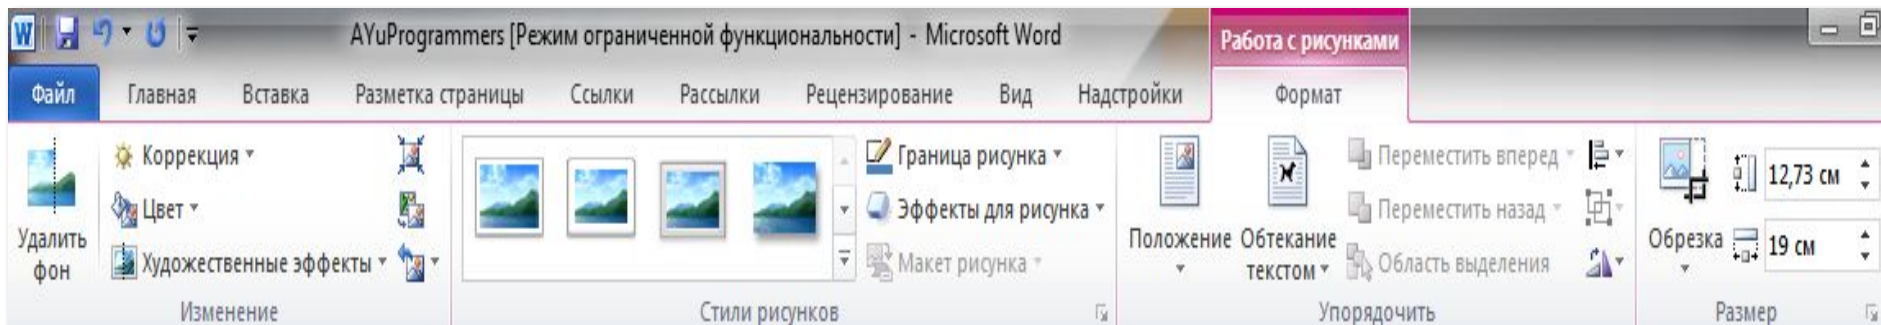 AYuProgrammers [Режим ограниченной функциональности] - Microsoft Word
Работа с рисунками
Файл Главная Вставка Разметка страницы Ссылки Рассылки Рецензирование Вид Надстройки Формат
Удалить
фон
Коррекция
Цвет
Художественные эффекты
Изменение
Граница рисунка
Эффекты для рисунка
Макет рисунка
Стили рисунков
Положение
Обтекание
текстом
Переместить вперед
Переместить назад
Область выделения
Упорядочить
Обрезка
12,73 см
19 см
Размер